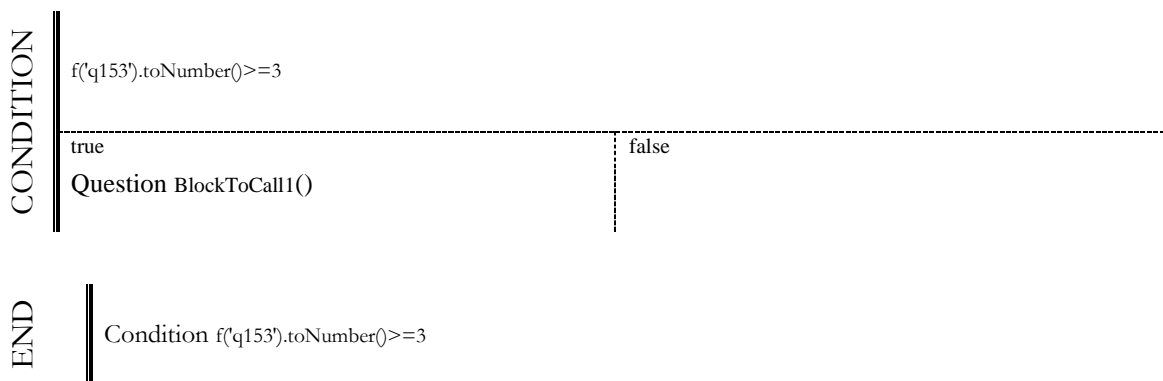 CONDITION
f('q153').toNumber()>=3
true
false
Question BlockToCall1()
END
Condition f('q153').toNumber()>=3